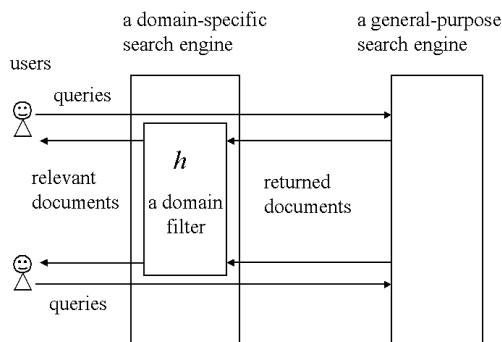 a domain-specific
search engine
a general-purpose
search engine
users
queries
h
relevant
documents
a domain
filter
returned
documents
queries